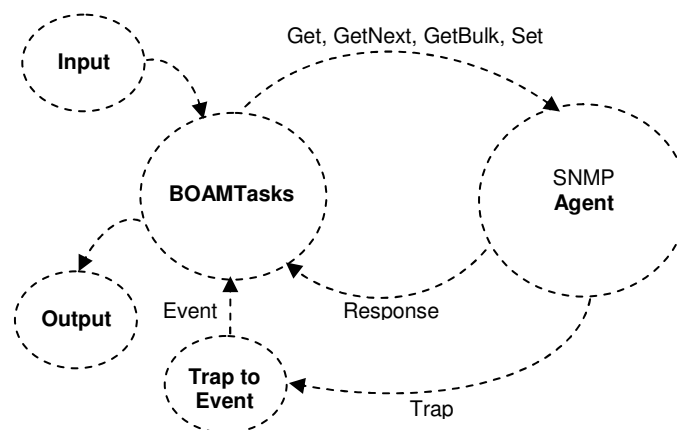 Get, GetNext, GetBulk, Set
Input
SNMP
Agent
BOAMTasks
Output
Event
Response
Trap to
Event
Trap